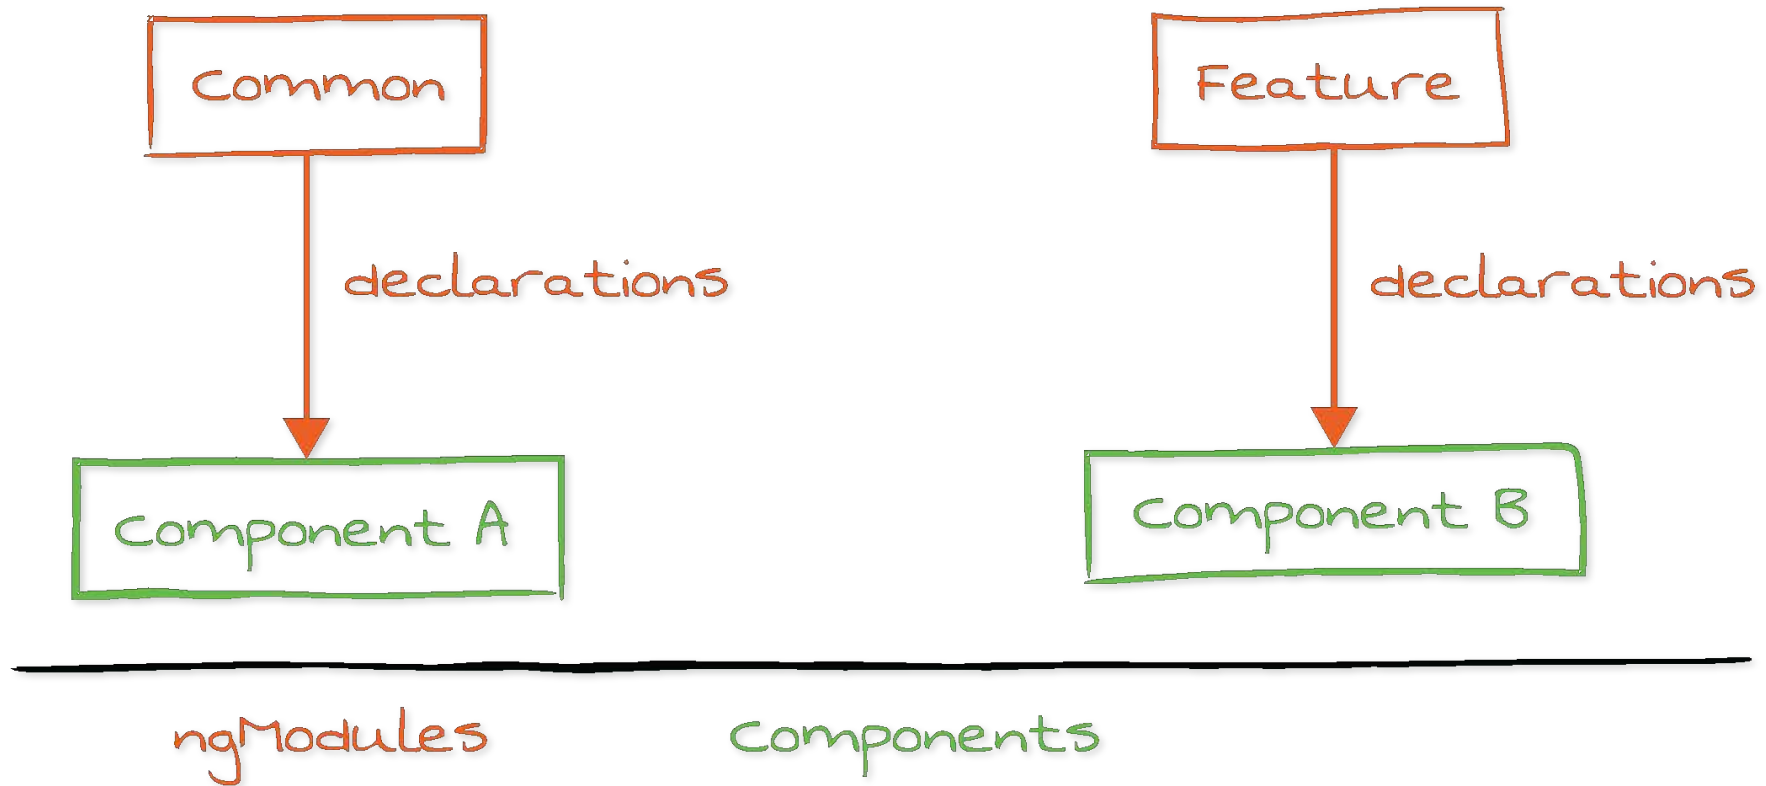 Common
Feature
declarations
declarations
Component A
Component B
ngModules
Components